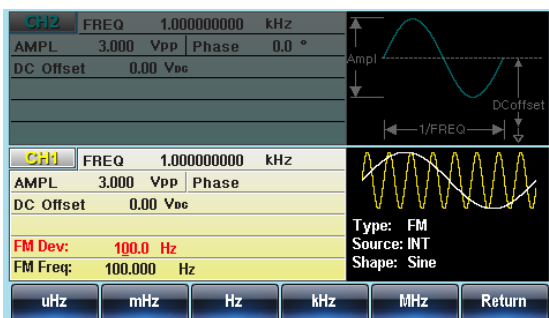 CH2 FREQ 1.000000000 kHz
AMPL 3.000 Vpp Phase 0.0 °
DC Offset 0.00 VDC
Ampl
DCoffset
1/FREQ
CH1 FREQ 1.000000000 kHz
AMPL 3.000 Vpp Phase
DC Offset 0.00 VDC
FM Dev: 100.0 Hz
FM Freq: 100.000 Hz
Type: FM
Source: INT
Shape: Sine
uHz mHz Hz kHz MHz Return